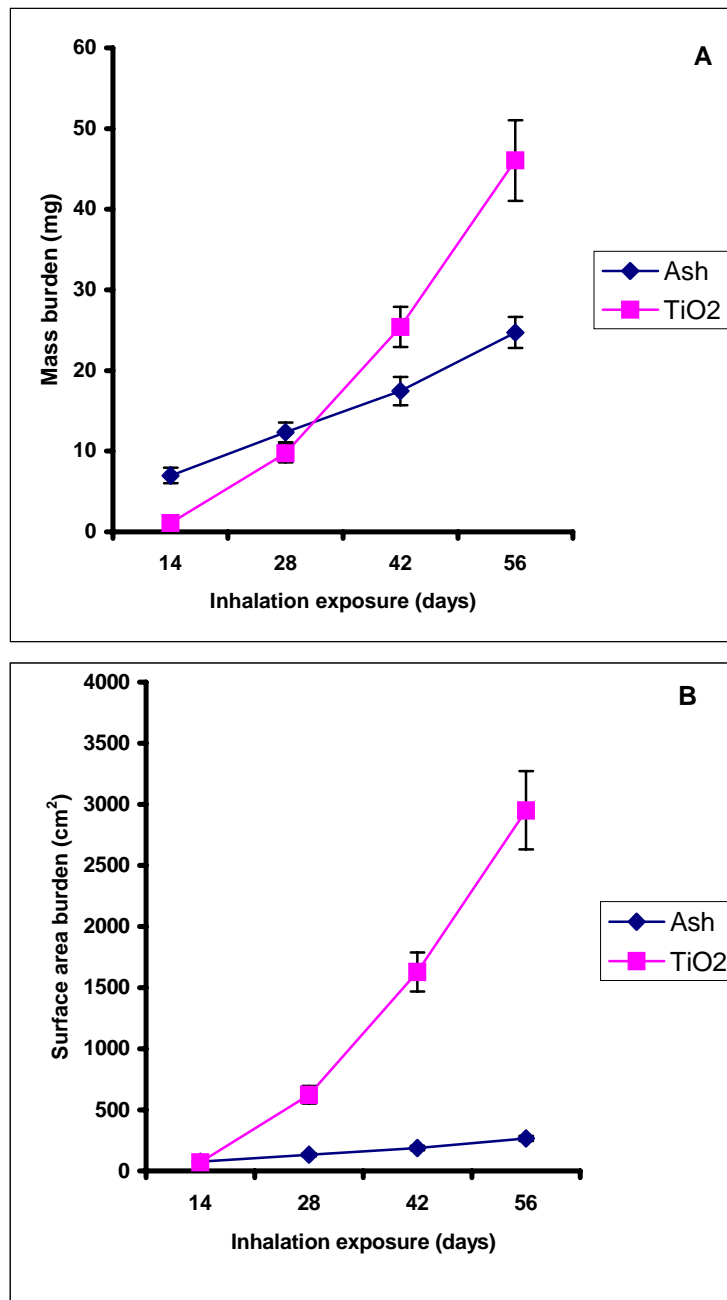 A
60
50
40
30
20
10
0
Mass burden (mg)
14 28 42 56
Inhalation exposure (days)
Ash
TiO2
B
4000
3500
3000
2500
2000
1500
1000
500
0
Surface area burden (cm²)
14 28 42 56
Inhalation exposure (days)
Ash
TiO2